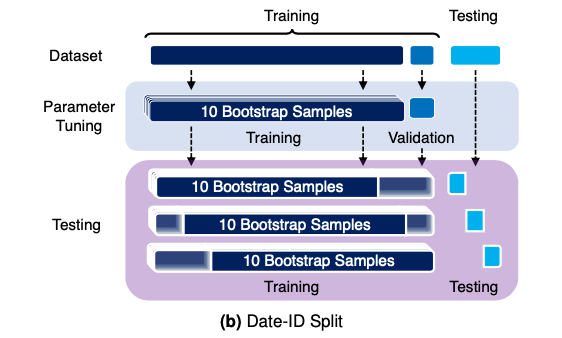 Training
Testing
Dataset
Parameter
Tuning
10 Bootstrap Samples
Training
Validation
Testing
10 Bootstrap Samples
10 Bootstrap Samples
10 Bootstrap Samples
Training
Testing
(b) Date-ID Split